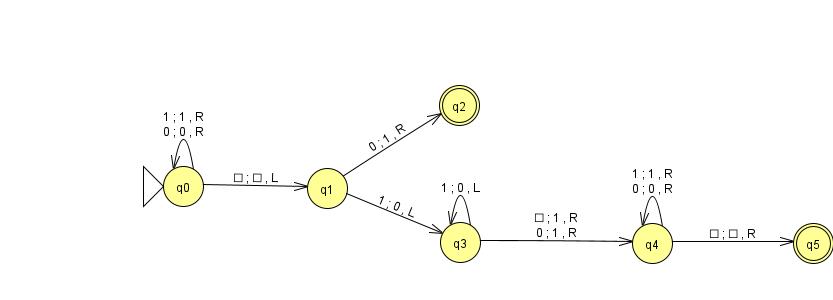 1 ; 1 , R
0 ; 0 , R
q0
□ ; □ , L
q1
0 ; 1 , R
q2
1 ; 0 , L
1 ; 0 , L
q3
□ ; 1 , R
0 ; 1 , R
1 ; 1 , R
0 ; 0 , R
q4
□ ; □ , R
q5